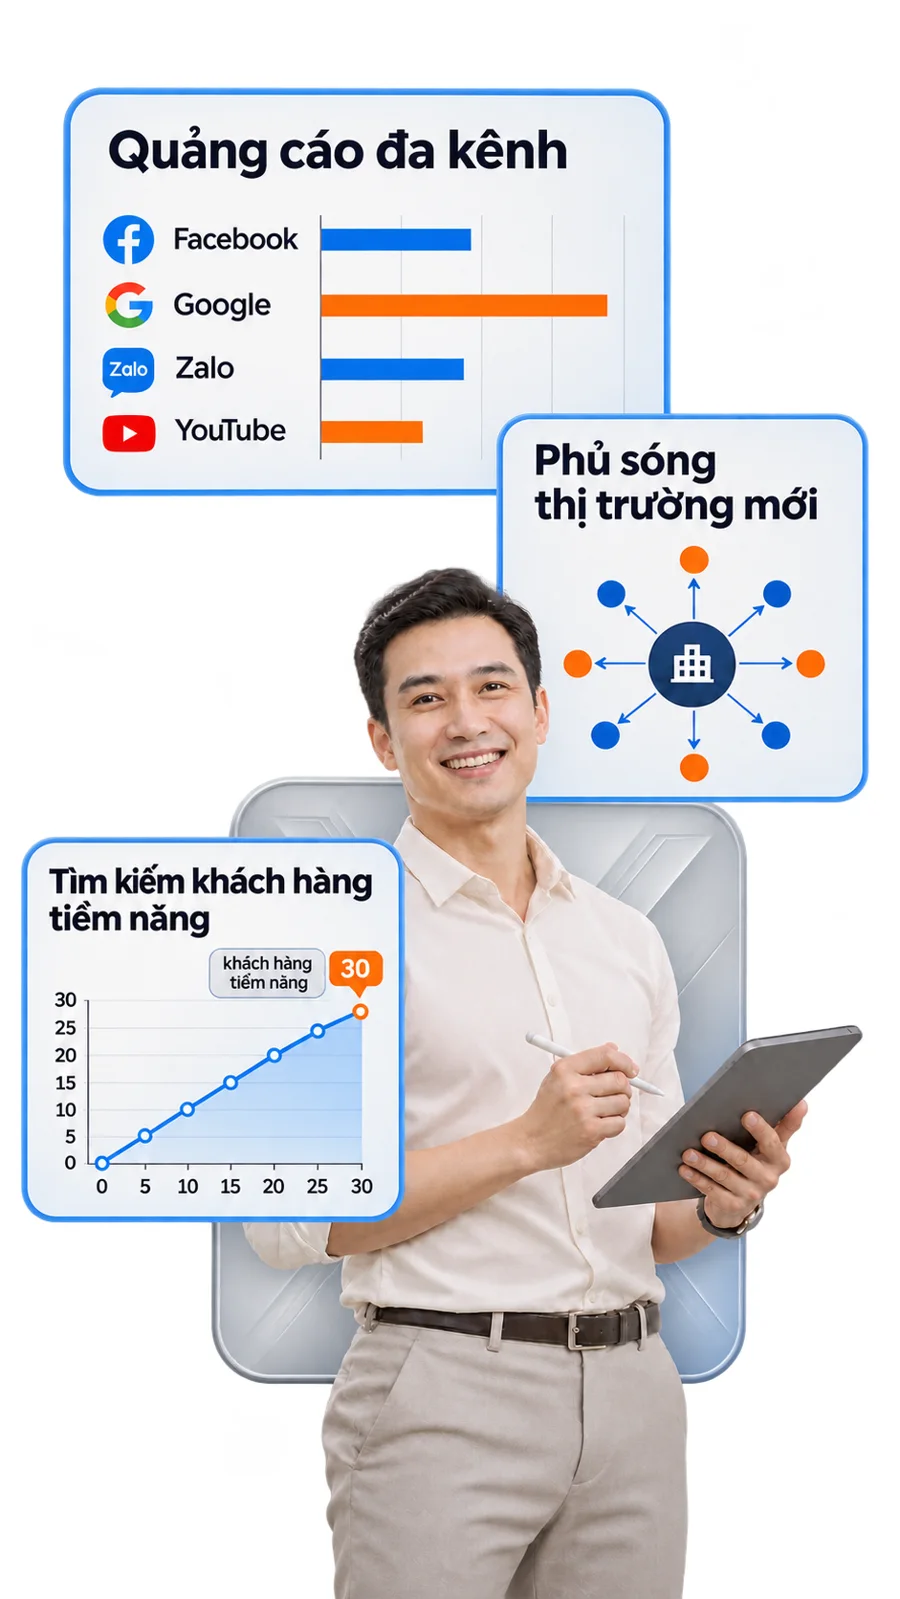 Quảng cáo đa kênh
Facebook
Google
Zalo
Zalo
YouTube
Phủ sóng
thị trường mới
Tìm kiếm khách hàng
tiềm năng
khách hàng
tiềm năng
30
30
25
20
15
10
5
0
0 5 10 15 20 25 30